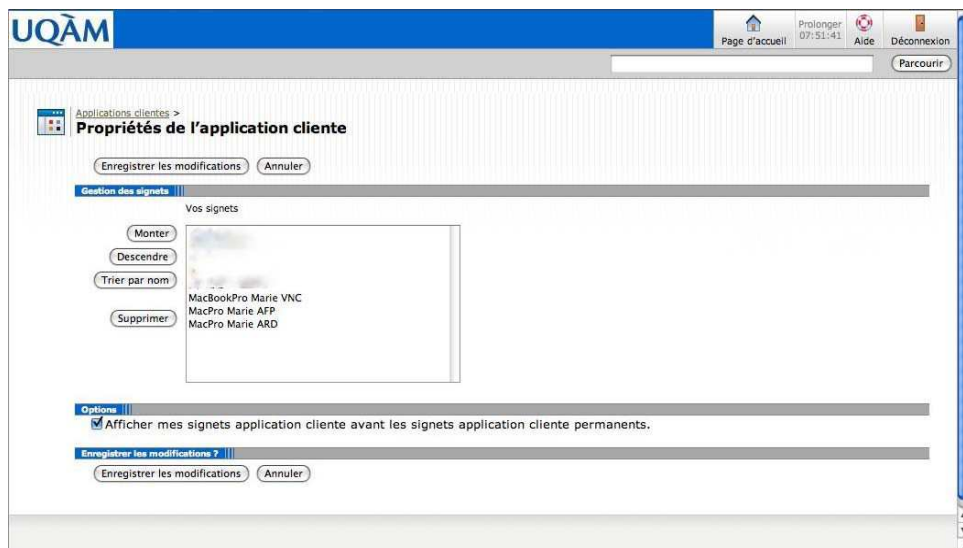 UQÀM
Page d'accueil
Prolonger
07:51:41
Aide
Déconnexion
Parcourir
Applications clientes >
Propriétés de l'application cliente
Enregistrer les modifications
Annuler
Gestion des signets
Vos signets
Monter
Descendre
Trier par nom
Supprimer
MacBookPro Marie VNC
MacPro Marie AFP
MacPro Marie ARD
Options
Afficher mes signets application cliente avant les signets application cliente permanents.
Enregistrer les modifications ?
Enregistrer les modifications
Annuler